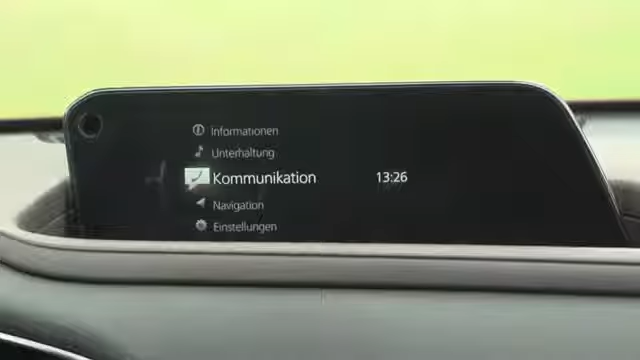 Informationen
Unterhaltung
Kommunikation 13:26
Navigation
Einstellungen